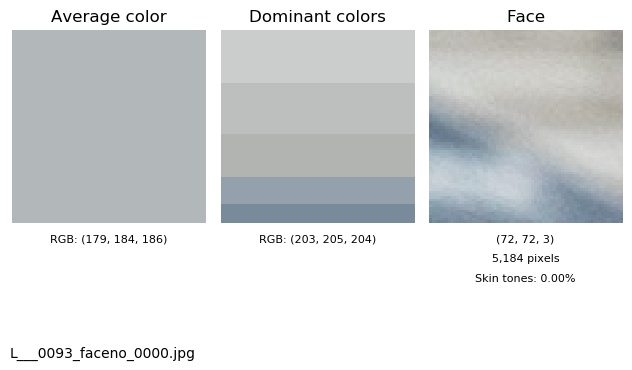 Average color
Dominant colors
Face
RGB: (179, 184, 186)
RGB: (203, 205, 204)
(72, 72, 3)
5,184 pixels
Skin tones: 0.00%
L___0093_faceno_0000.jpg